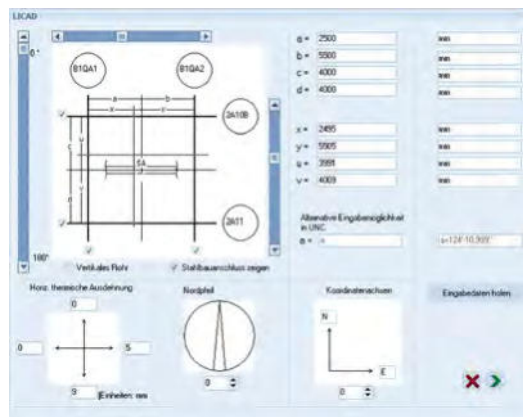 LICAD
0°
B1QA1
B1QA2
a
b
x
y
2A10B
c
u
SA
d
v
2A11
180°
Vertikales Rohr
Stahlbauanschluss zeigen
a = 2500 mm
b = 5500 mm
c = 4000 mm
d = 4000 mm
x = 2495 mm
y = 5505 mm
u = 3991 mm
v = 4009 mm
Alternative Eingabemöglichkeit
in UNC
Horiz. thermische Ausdehnung
0
0
5
9
[Einheiten: mm
Nordpfeil
0
Koordinatenachsen
N
E
0
Eingabedaten holen